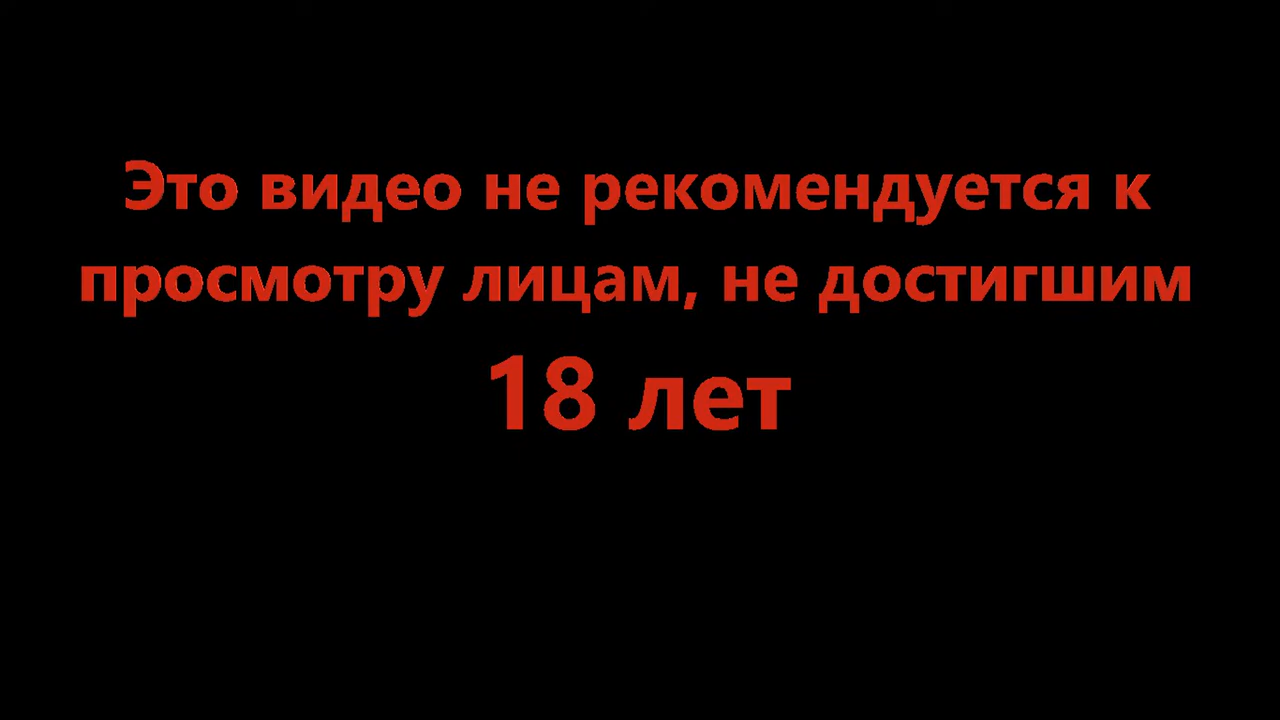 Это видео не рекомендуется к
просмотру лицам, не достигшим
18 лет